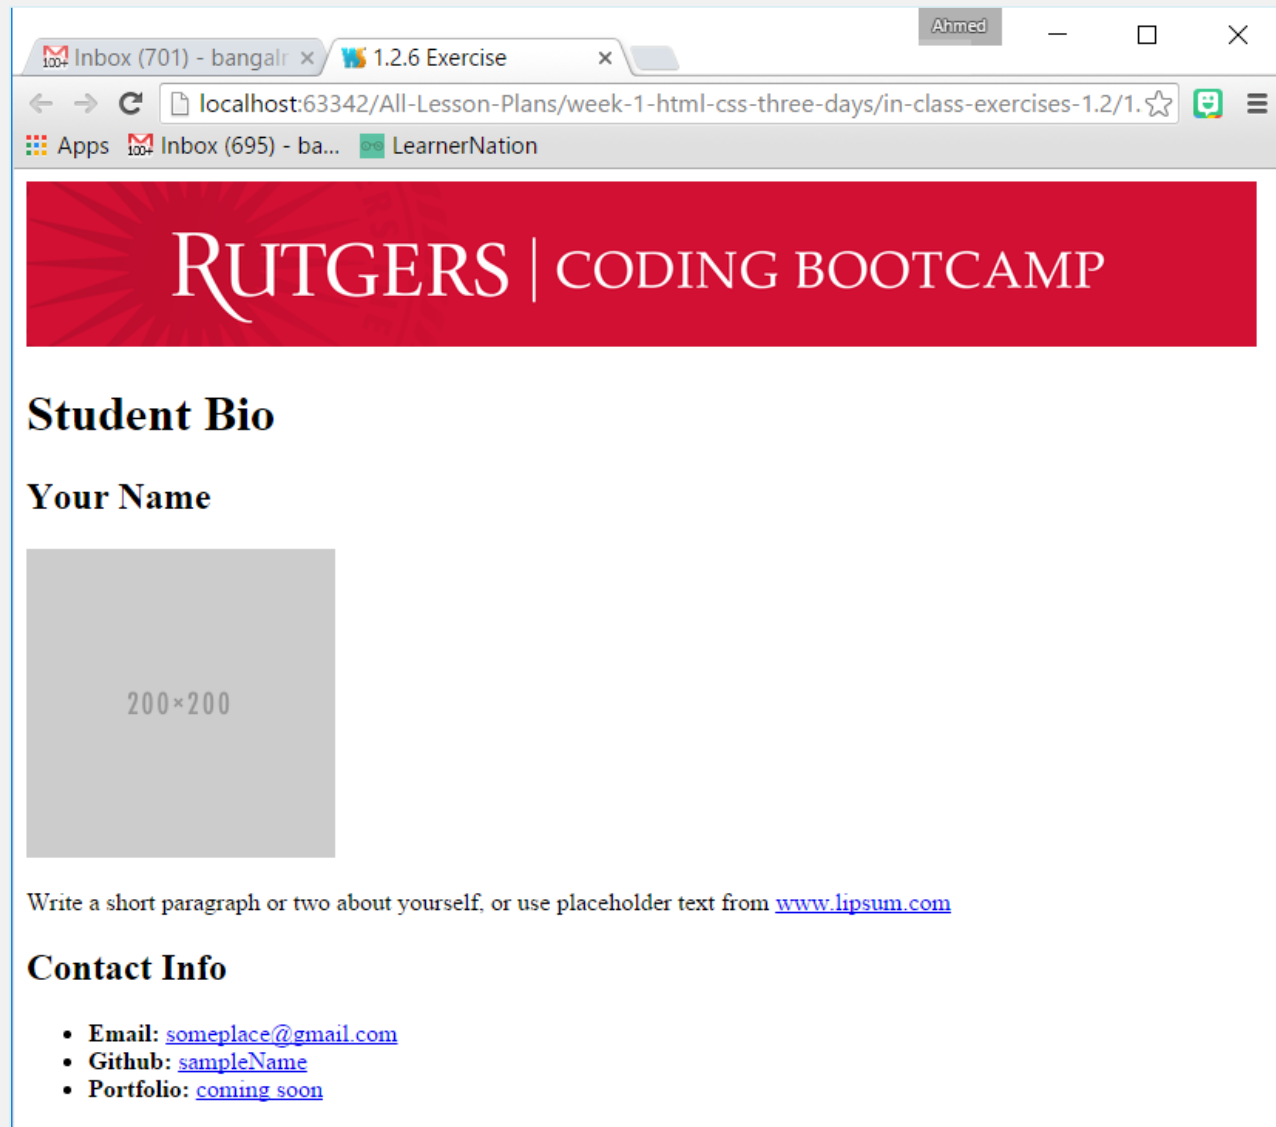 Ahmed
Inbox (701) - bangalr
1.2.6 Exercise
localhost:63342/All-Lesson-Plans/week-1-html-css-three-days/in-class-exercises-1.2/1.
Apps Inbox (695) - ba... LearnerNation
RUTGERS | CODING BOOTCAMP
Student Bio
Your Name
200×200
Write a short paragraph or two about yourself, or use placeholder text from www.lipsum.com
Contact Info
• Email: someplace@gmail.com
• Github: sampleName
• Portfolio: coming soon